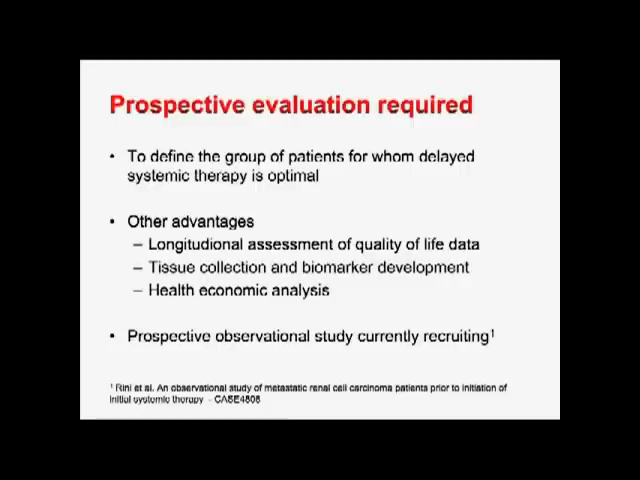 Prospective evaluation required
• To define the group of patients for whom delayed
systemic therapy is optimal
• Other advantages
– Longitudional assessment of quality of life data
– Tissue collection and biomarker development
– Health economic analysis
• Prospective observational study currently recruiting¹
¹ Rini et al. An observational study of metastatic renal cell carcinoma patients prior to initiation of
initial systemic therapy - CASE4808